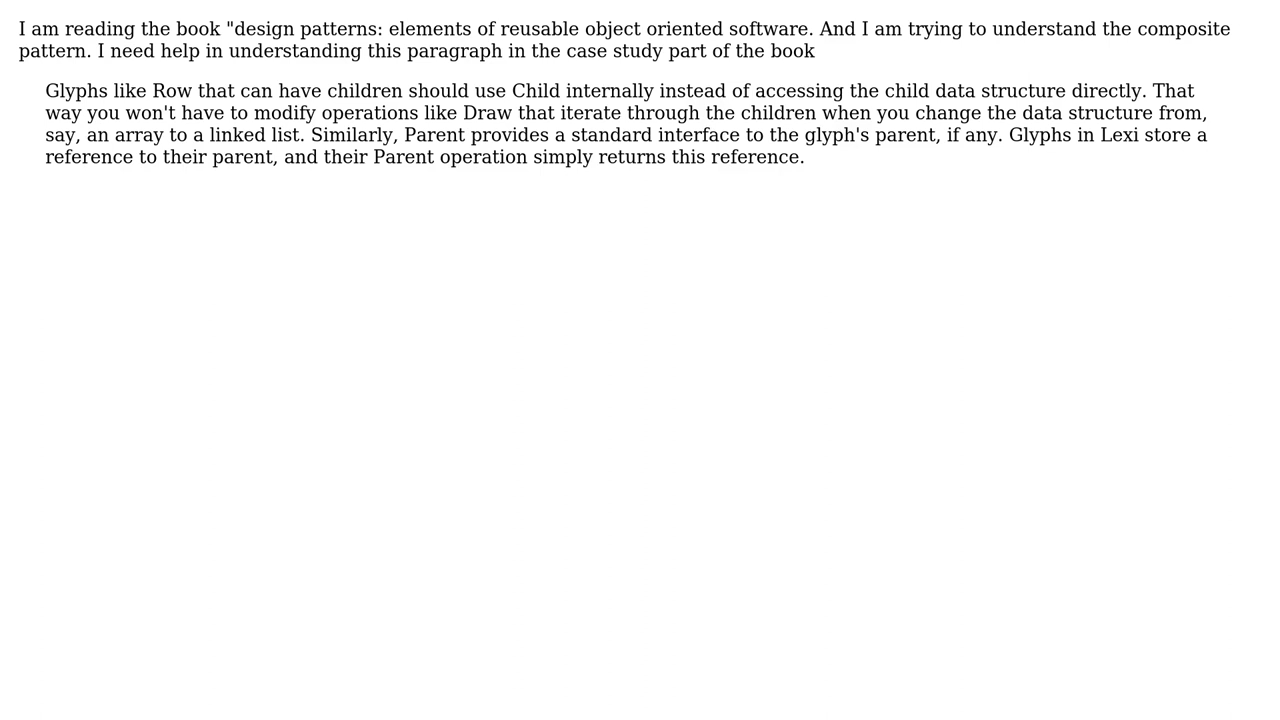 I am reading the book "design patterns: elements of reusable object oriented software. And I am trying to understand the composite
pattern. I need help in understanding this paragraph in the case study part of the book
Glyphs like Row that can have children should use Child internally instead of accessing the child data structure directly. That
way you won't have to modify operations like Draw that iterate through the children when you change the data structure from,
say, an array to a linked list. Similarly, Parent provides a standard interface to the glyph's parent, if any. Glyphs in Lexi store a
reference to their parent, and their Parent operation simply returns this reference.